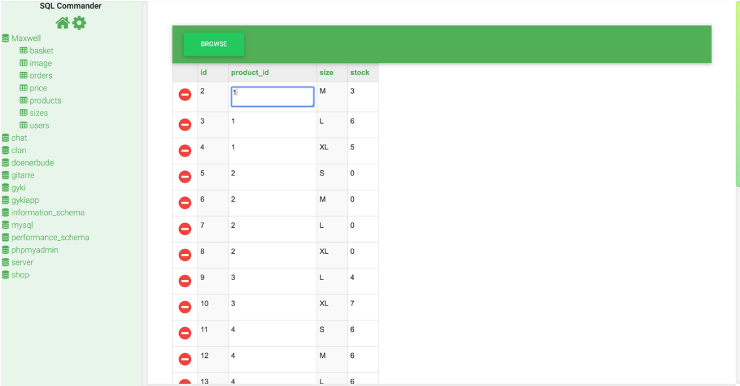 SQL Commander
Maxwell
basket
image
orders
price
products
sizes
users
chat
clan
doenerbude
gitarre
gyki
gykiapp
information_schema
mysql
performance_schema
phpmyadmin
server
shop
BROWSE
id product_id size stock
2 1 M 3
3 1 L 6
4 1 XL 5
5 2 S 0
6 2 M 0
7 2 L 0
8 2 XL 0
9 3 L 4
10 3 XL 7
11 4 S 6
12 4 M 6
13 4 L 6